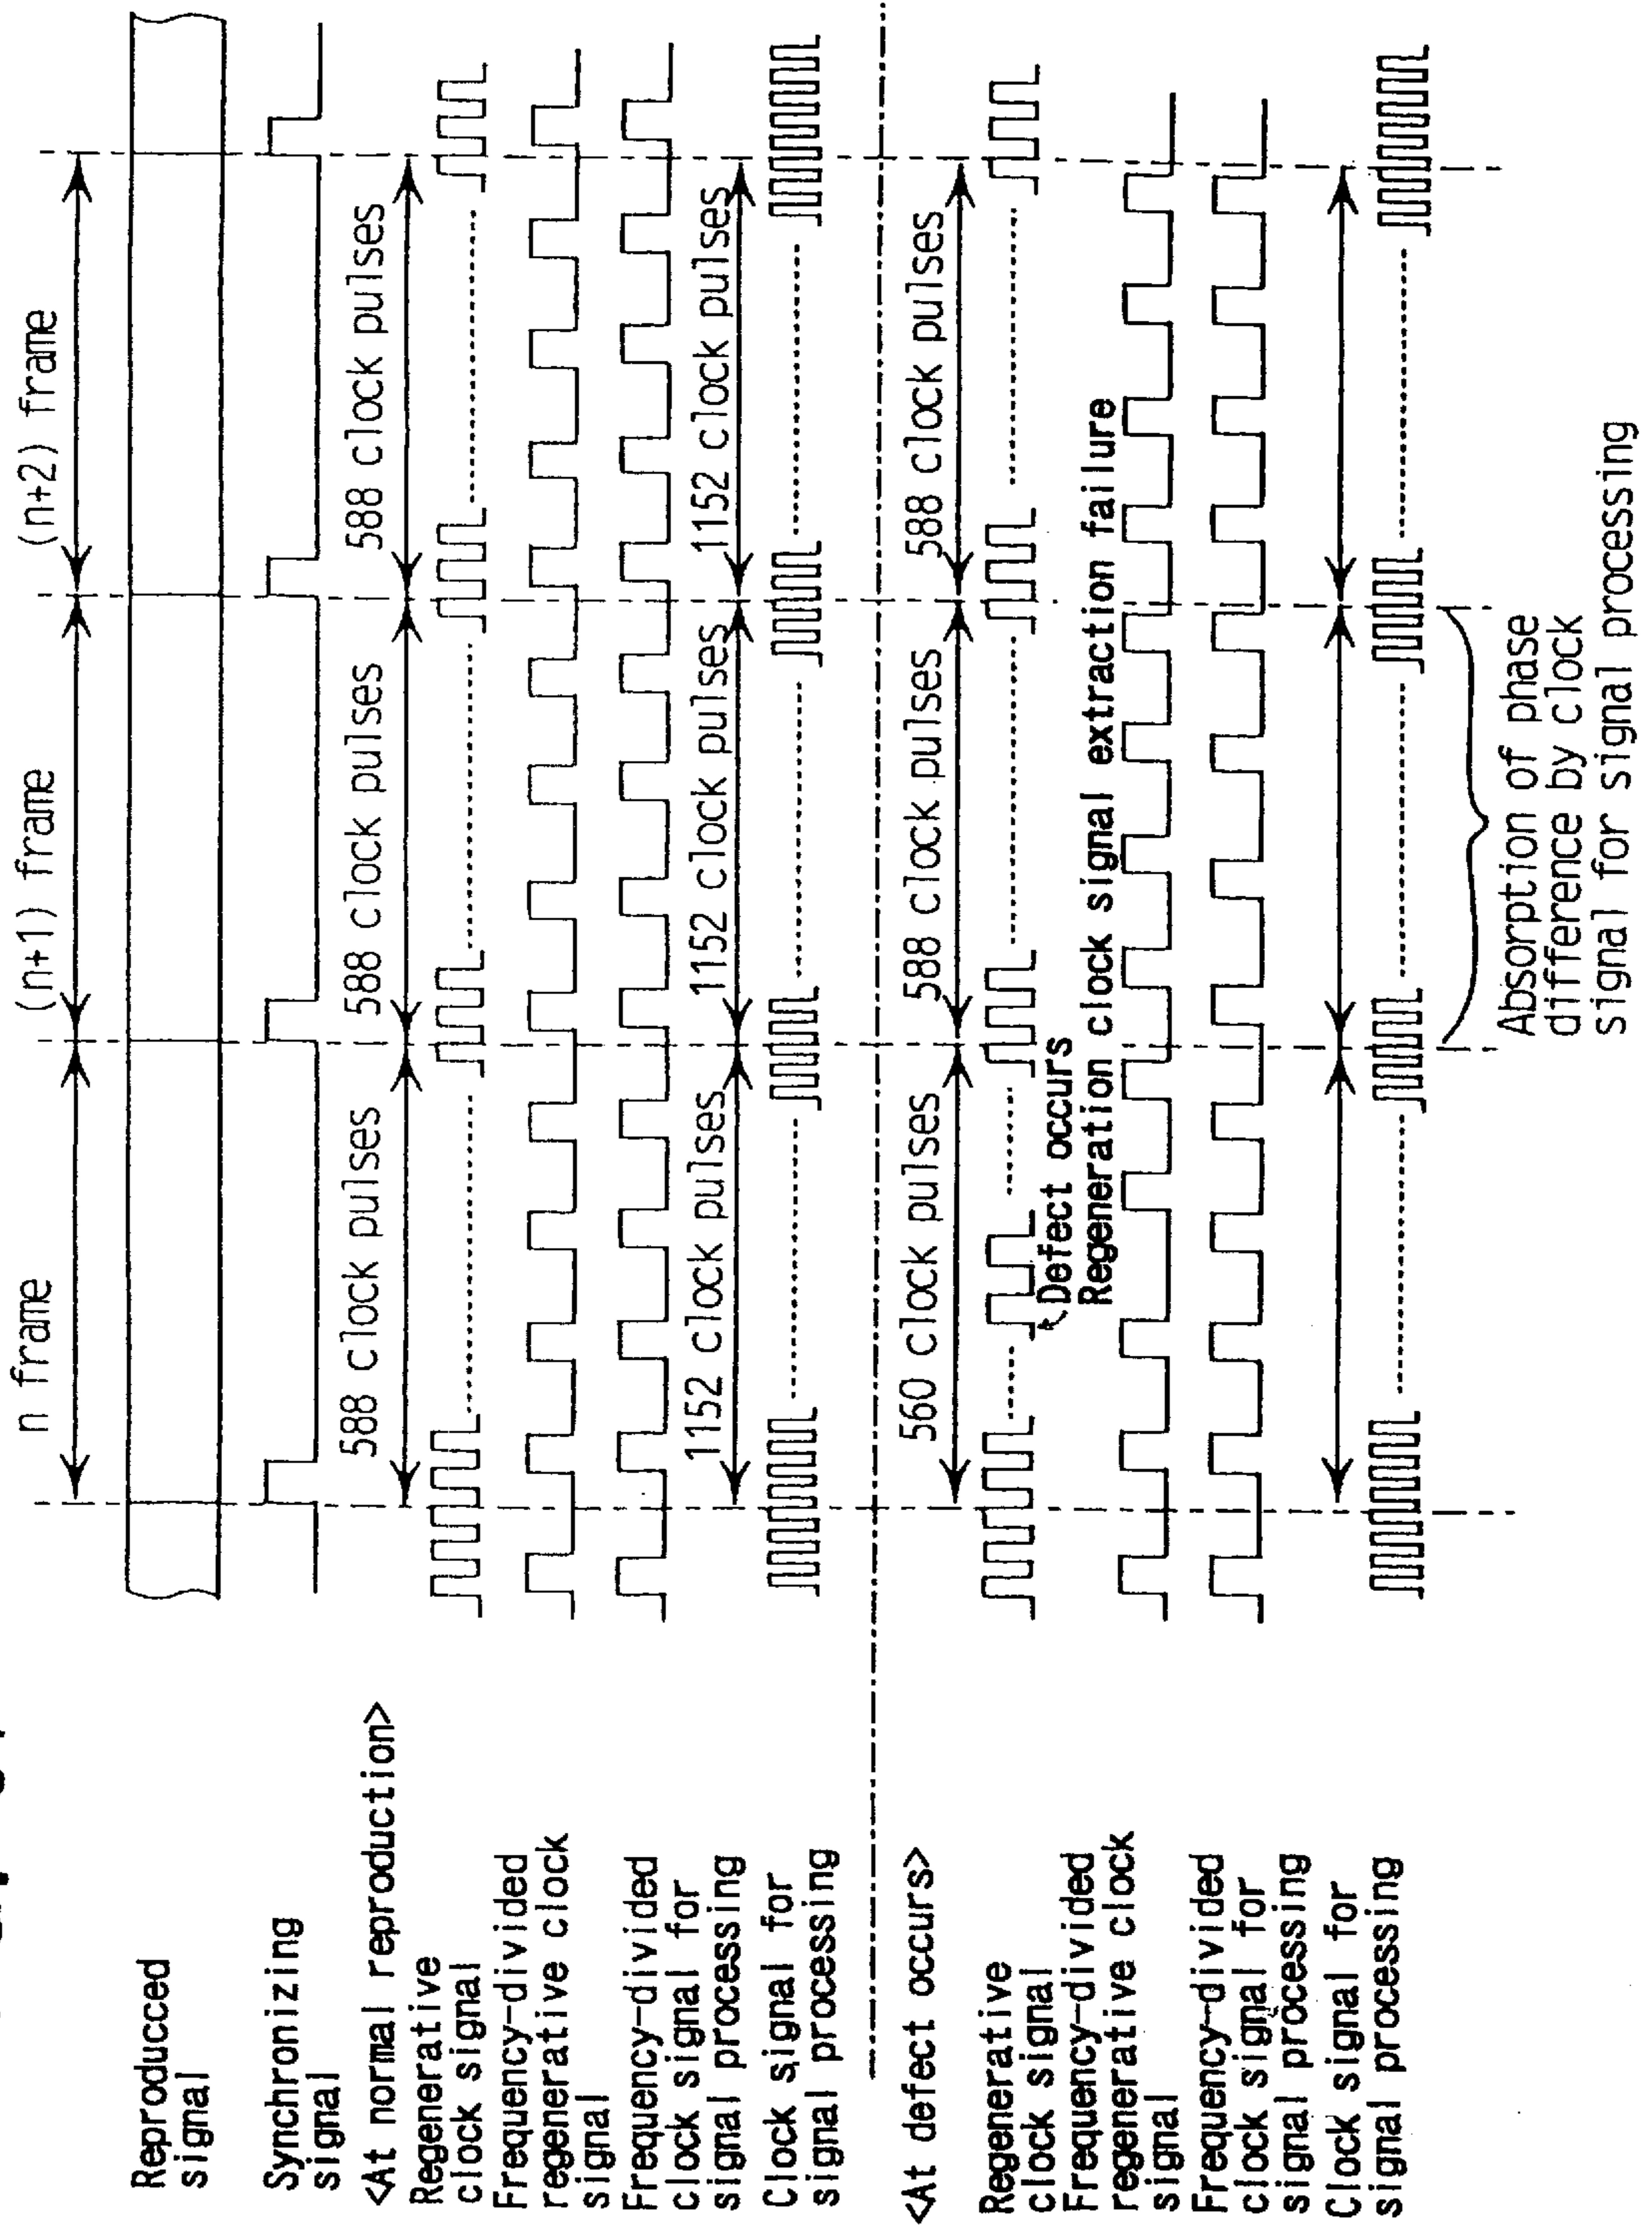 n frame
(n+1) frame
(n+2) frame
Reproducced
signal
Synchronizing
signal
<At normal reproduction>
588 clock pulses
588 clock pulses
588 clock pulses
Regenerative
clock signal
Frequency-divided
regenerative clock
signal
Frequency-divided
clock signal for
signal processing
1152 clock pulses
1152 clock pulses
1152 clock pulses
Clock signal for
signal processing
<At defect occurs>
560 clock pulses
588 clock pulses
588 clock pulses
Regenerative
clock signal
Defect occurs
Regeneration clock signal extraction failure
Frequency-divided
regenerative clock
signal
Frequency-divided
clock signal for
signal processing
Clock signal for
signal processing
Absorption of phase
difference by clock
signal for signal processing